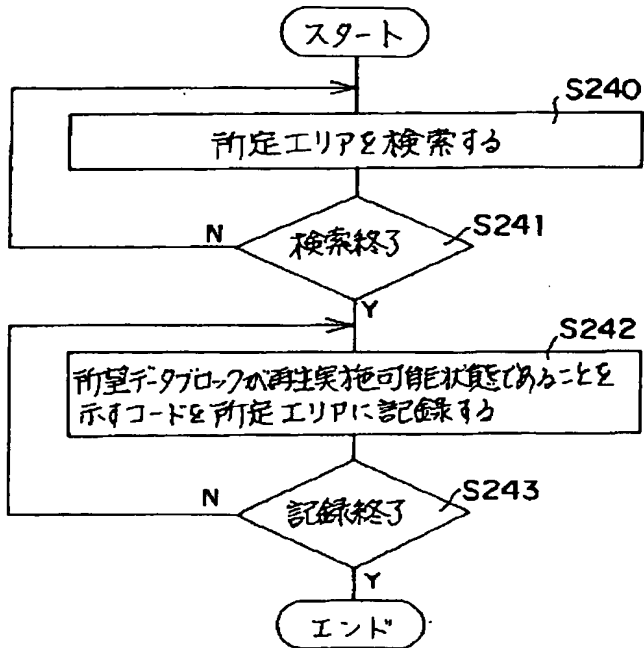 スタート
S240
所定エリアを検索する
N
検索終了
S241
Y
S242
所望データブロックが再生実施可能状態であることを
示すコードを所定エリアに記録する
N
記録終了
S243
Y
エンド